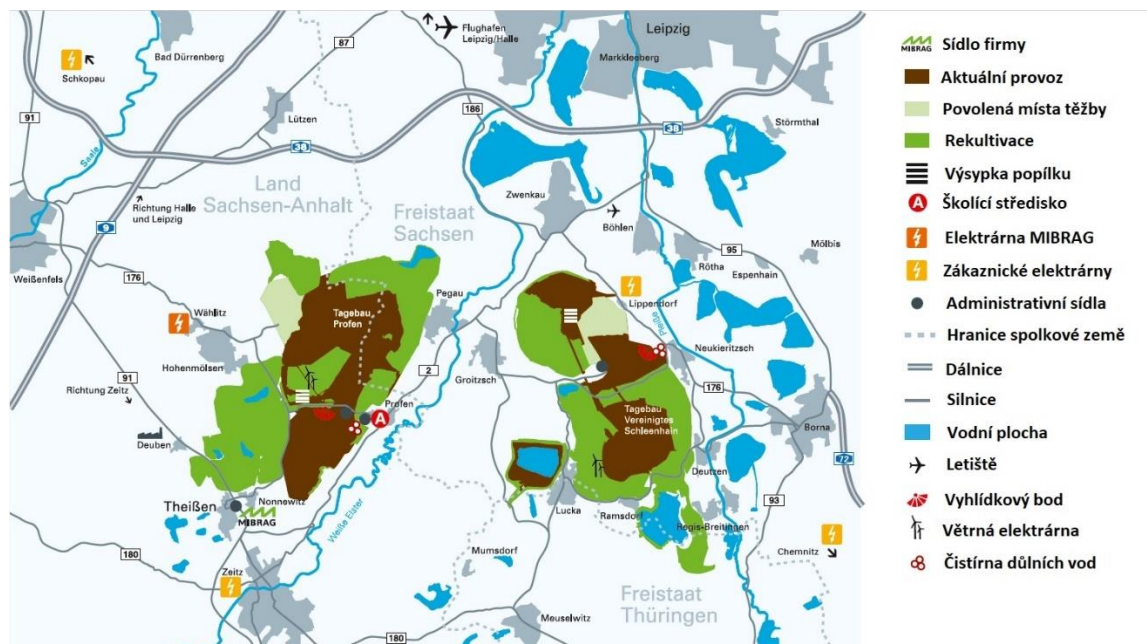 Schkopau
Bad Dürrenberg
87
Flughafen
Leipzig/Halle
Leipzig
Markkleeberg
186
91
Lützen
38
38
Störmthal
Saale
Land
Sachsen-Anhalt
Richtung Halle
und Leipzig
9
Zwenkau
Freistaat
Sachsen
Böhlen
95
Mölbis
Rötha
Espenhain
Weißenfels
176
Pegau
Lippendorf
Pleiße
Wählitz
Tagebau
Profen
Neukieritzsch
Hohenmölsen
2
Groitzsch
176
91
Richtung Zeitz
Profen
A
Tagebau
Vereinigtes
Schleenhain
Borna
Deuben
Deutzen
72
Theißen
Nonnewitz
MIBRAG
93
Lucka
Ramsdorf
Regis-Breitingen
Weiße Elster
Chemnitz
180
Mumsdorf
Zeitz
Freistaat
Thüringen
Meuselwitz
180
MIBRAG
Sídlo firmy
Aktuální provoz
Povolená místa těžby
Rekultivace
Výsypka popílku
A
Školící středisko
Elektrárna MIBRAG
Zákaznické elektrárny
Administrativní sídla
Hranice spolkové země
Dálnice
Silnice
Vodní plocha
Letiště
Vyhlídkový bod
Větrná elektrárna
Čistírna důlních vod